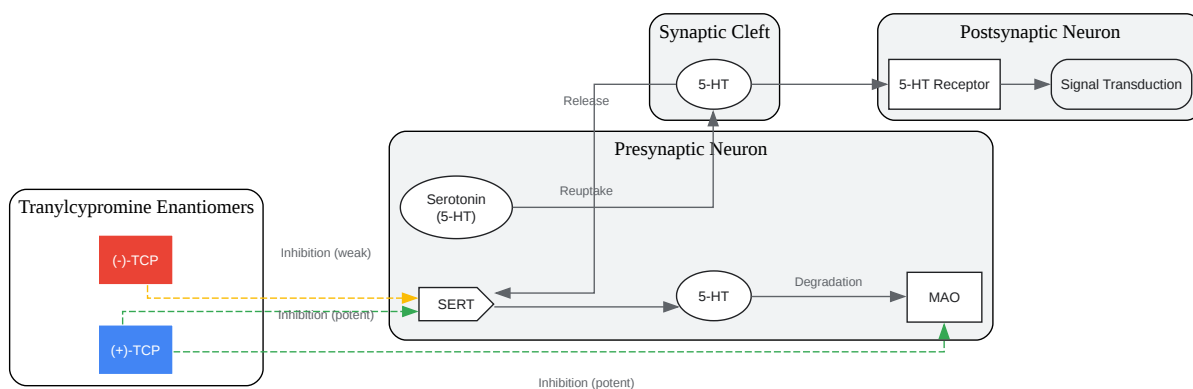 Synaptic Cleft
Postsynaptic Neuron
5-HT
5-HT Receptor
Signal Transduction
Release
Presynaptic Neuron
Reuptake
Serotonin
(5-HT)
Tranylcypromine Enantiomers
(-)-TCP
Inhibition (weak)
Degradation
SERT
5-HT
MAO
Inhibition (potent)
(+)-TCP
Inhibition (potent)